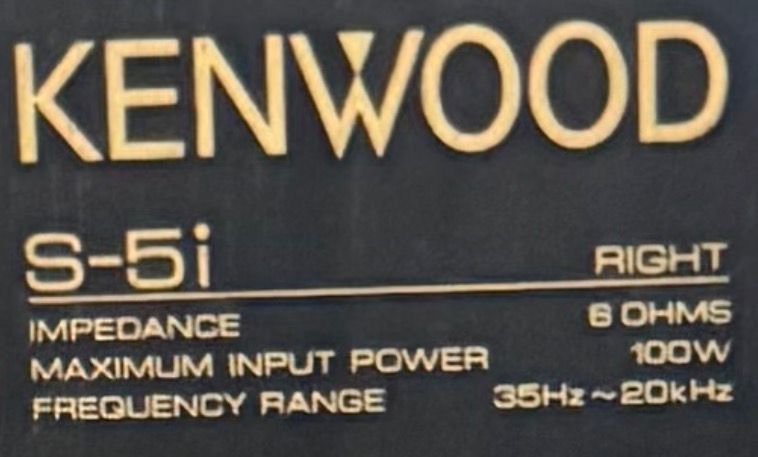 KENWOOD
S-5i RIGHT
IMPEDANCE 6 OHMS
MAXIMUM INPUT POWER 100W
FREQUENCY RANGE 35Hz~20kHz